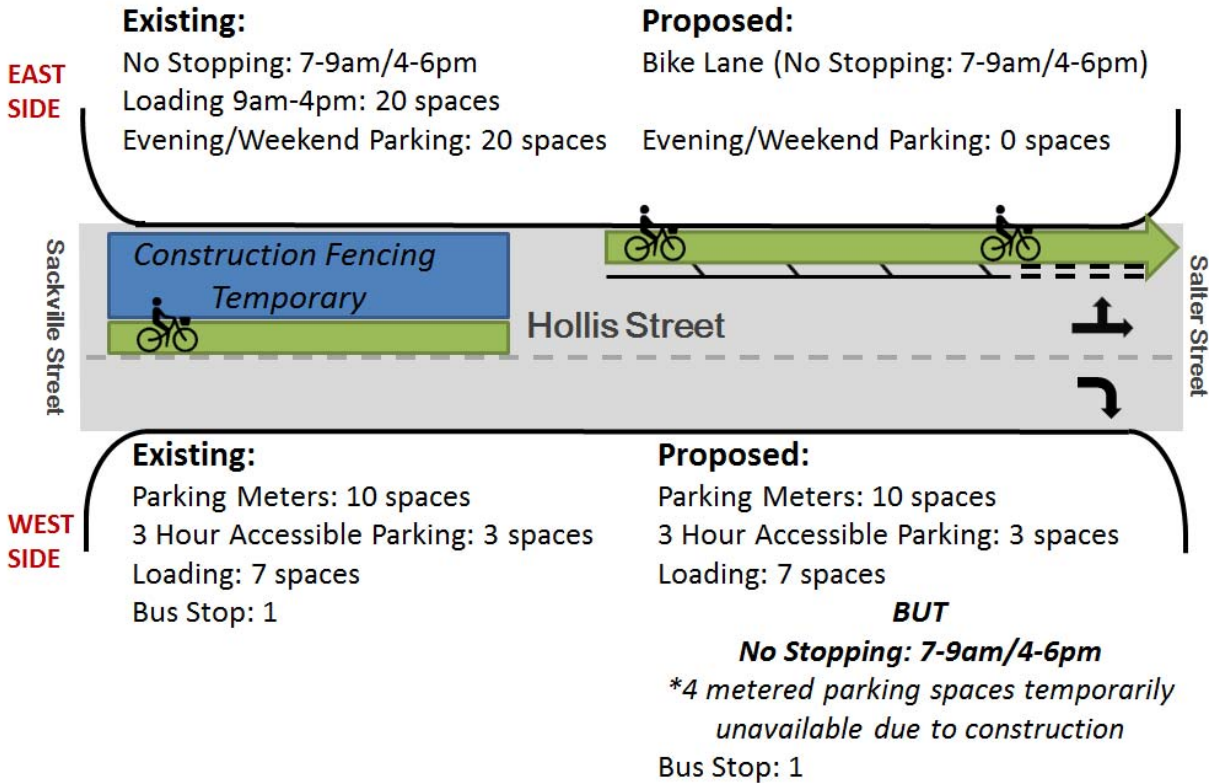 Existing:
No Stopping: 7-9am/4-6pm
Loading 9am-4pm: 20 spaces
Evening/Weekend Parking: 20 spaces
Proposed:
Bike Lane (No Stopping: 7-9am/4-6pm)
Evening/Weekend Parking: 0 spaces
EAST
SIDE
Sackville Street
Construction Fencing
Temporary
Hollis Street
Salter Street
WEST
SIDE
Existing:
Parking Meters: 10 spaces
3 Hour Accessible Parking: 3 spaces
Loading: 7 spaces
Bus Stop: 1
Proposed:
Parking Meters: 10 spaces
3 Hour Accessible Parking: 3 spaces
Loading: 7 spaces
BUT
No Stopping: 7-9am/4-6pm
*4 metered parking spaces temporarily
unavailable due to construction
Bus Stop: 1